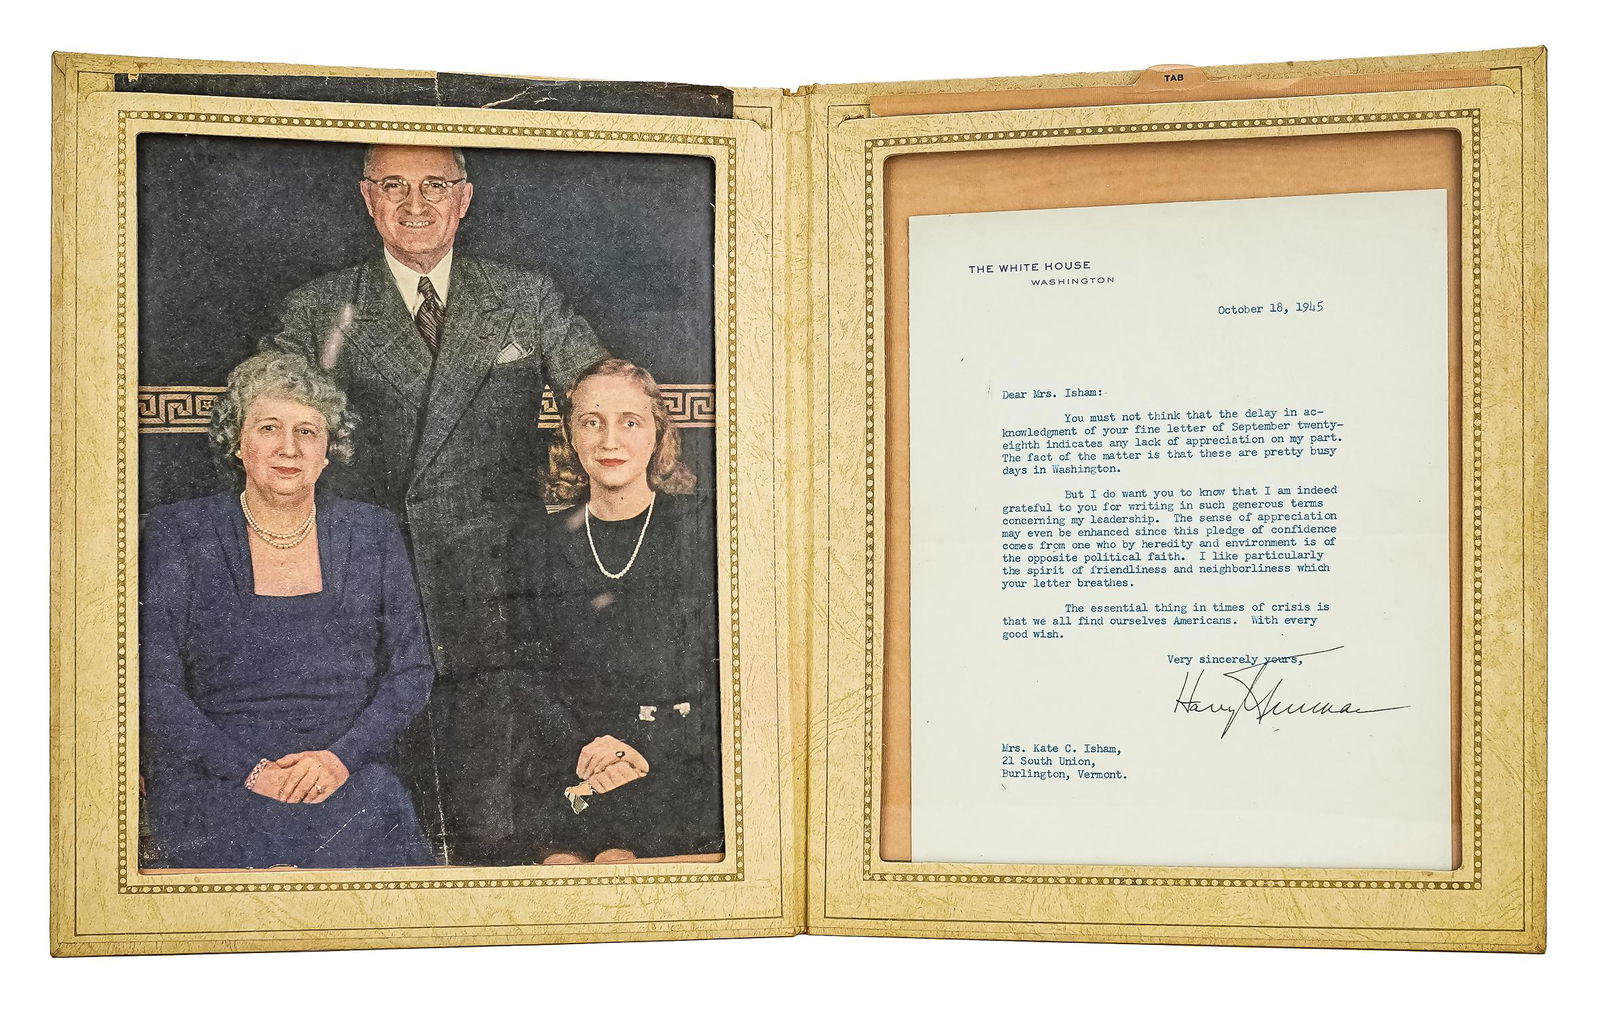 TAB
THE WHITE HOUSE
WASHINGTON
October 18, 1945
Dear Mrs. Isham:
You must not think that the delay in ac-
knowledgment of your fine letter of September twenty-
eighth indicates any lack of appreciation on my part.
The fact of the matter is that these are pretty busy
days in Washington.
But I do want you to know that I am indeed
grateful to you for writing in such generous terms
concerning my leadership. The sense of appreciation
may even be enhanced since this pledge of confidence
comes from one who by heredity and environment is of
the opposite political faith. I like particularly
the spirit of friendliness and neighborliness which
your letter breathes.
The essential thing in times of crisis is
that we all find ourselves Americans. With every
good wish.
Very sincerely yours,
Harry Truman
Mrs. Kate C. Isham,
21 South Union,
Burlington, Vermont.